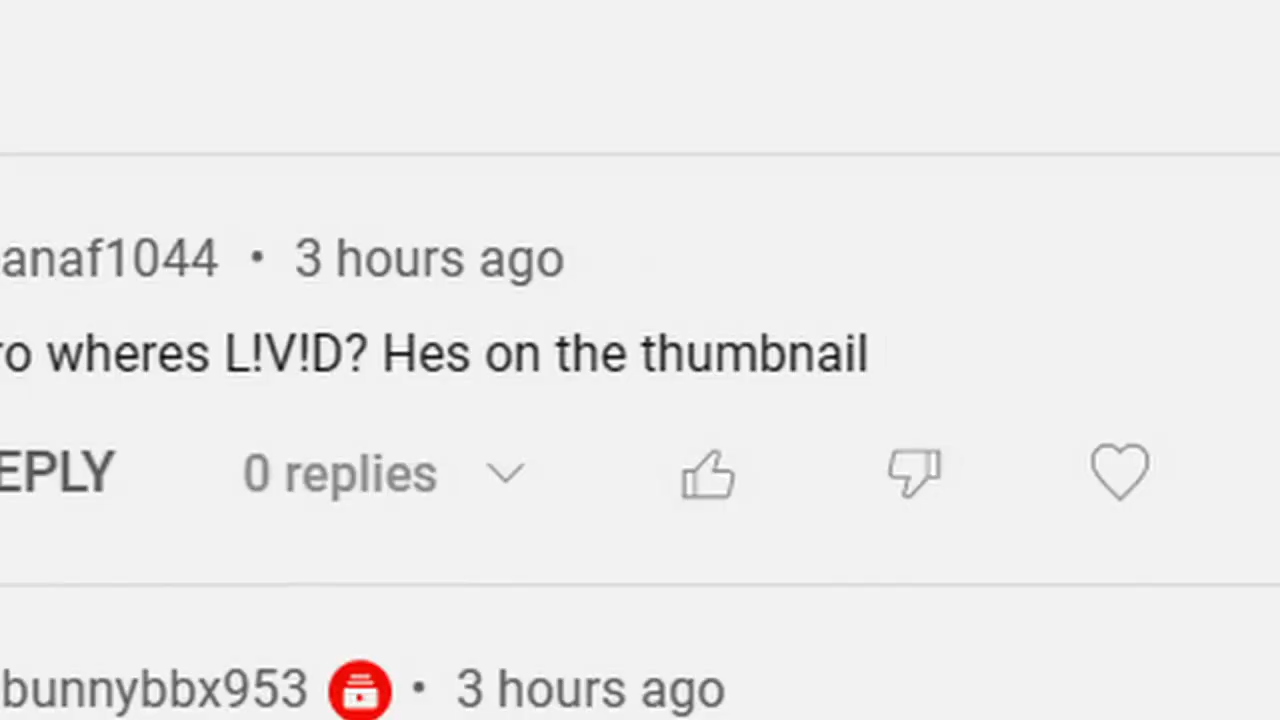 anaf1044 • 3 hours ago
ro wheres L!V!D? Hes on the thumbnail
EPLY 0 replies
bunnybbx953 • 3 hours ago